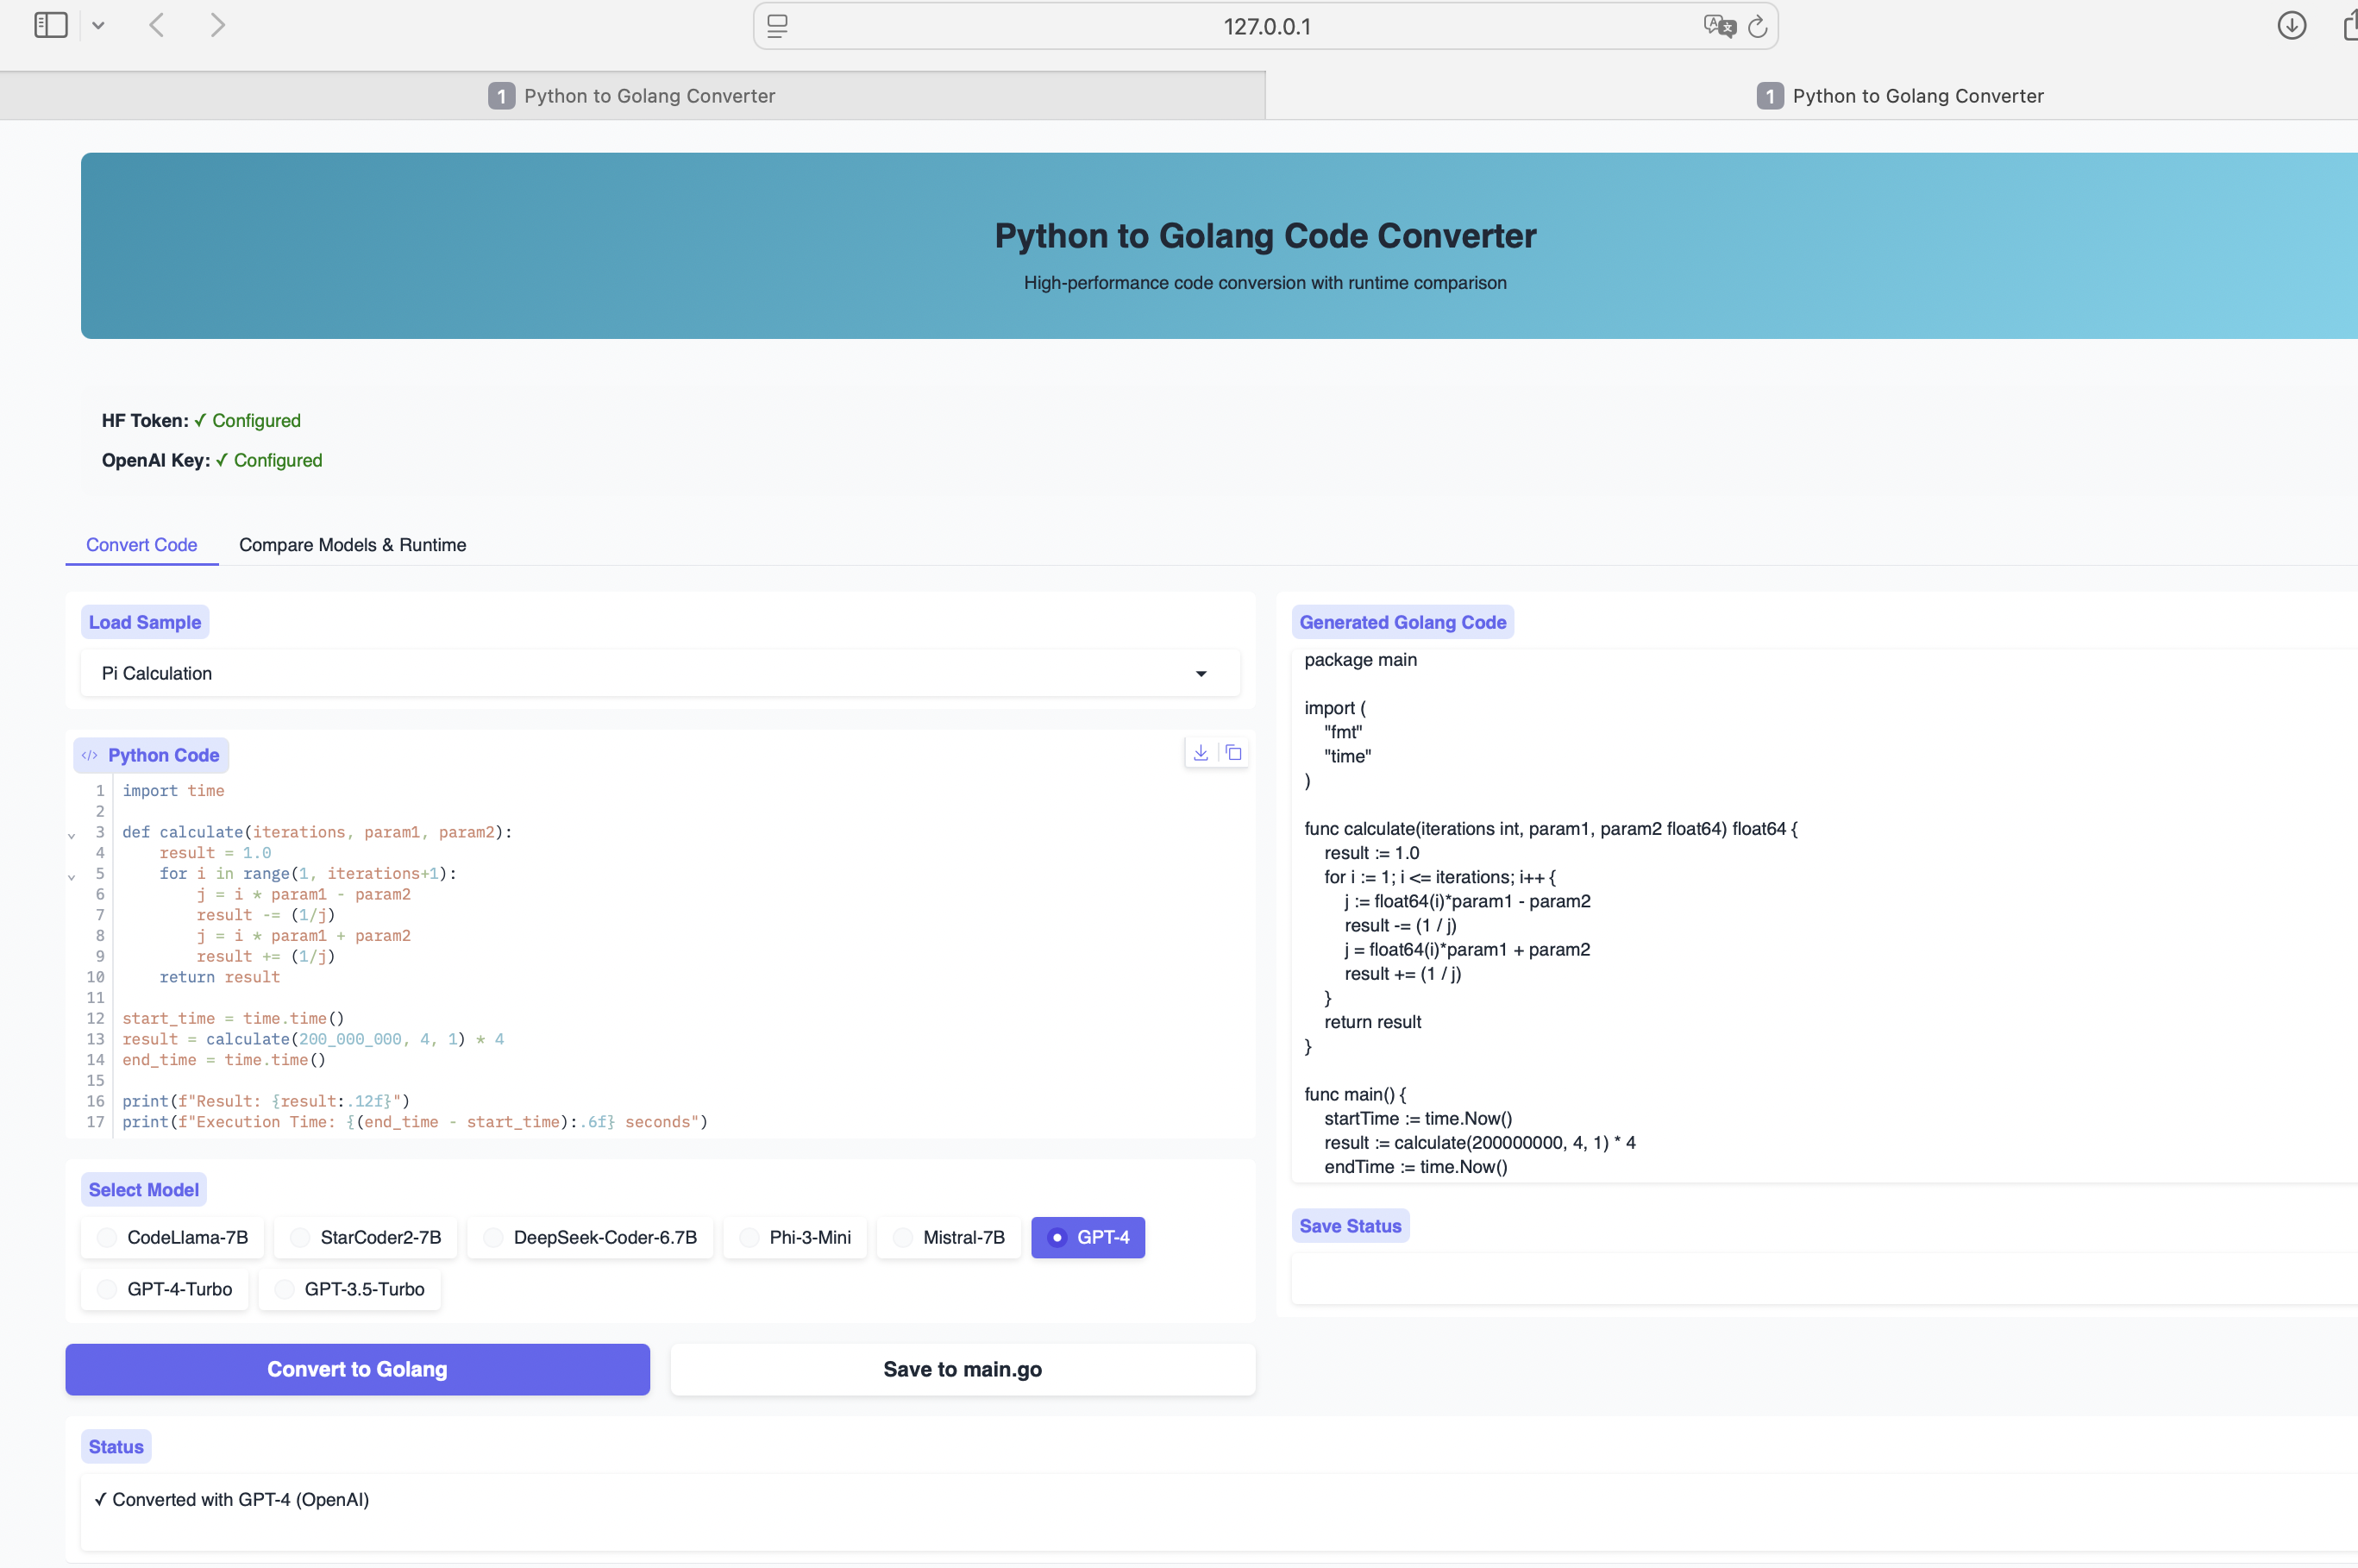 127.0.0.1
1 Python to Golang Converter
1 Python to Golang Converter
Python to Golang Code Converter
High-performance code conversion with runtime comparison
HF Token: ✓ Configured
OpenAI Key: ✓ Configured
Convert Code
Compare Models & Runtime
Load Sample
Pi Calculation
Python Code
1 import time
2
3 def calculate(iterations, param1, param2):
4     result = 1.0
5     for i in range(1, iterations+1):
6         j = i * param1 - param2
7         result -= (1/j)
8         j = i * param1 + param2
9         result += (1/j)
10     return result
11
12 start_time = time.time()
13 result = calculate(200_000_000, 4, 1) * 4
14 end_time = time.time()
15
16 print(f"Result: {result:.12f}")
17 print(f"Execution Time: {(end_time - start_time):.6f} seconds")
Select Model
CodeLlama-7B
StarCoder2-7B
DeepSeek-Coder-6.7B
Phi-3-Mini
Mistral-7B
GPT-4
GPT-4-Turbo
GPT-3.5-Turbo
Convert to Golang
Save to main.go
Generated Golang Code
package main
import (
    "fmt"
    "time"
)
func calculate(iterations int, param1, param2 float64) float64 {
    result := 1.0
    for i := 1; i <= iterations; i++ {
        j := float64(i)*param1 - param2
        result -= (1 / j)
        j = float64(i)*param1 + param2
        result += (1 / j)
    }
    return result
}
func main() {
    startTime := time.Now()
    result := calculate(200000000, 4, 1) * 4
    endTime := time.Now()
Save Status
Status
✓ Converted with GPT-4 (OpenAI)